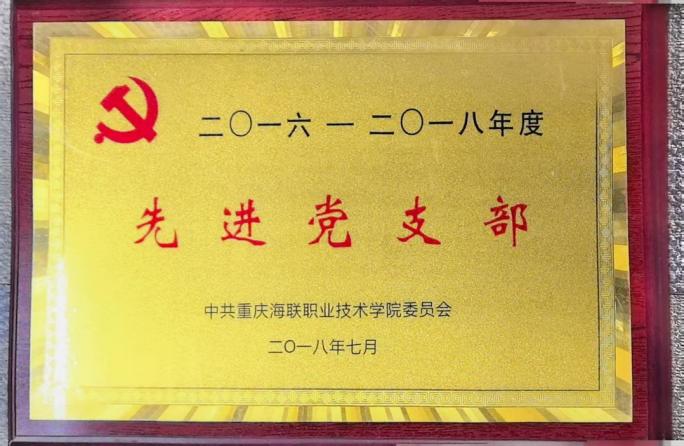 二〇一六 — 二〇一八年度
先进党支部
中共重庆海联职业技术学院委员会
二〇一八年七月